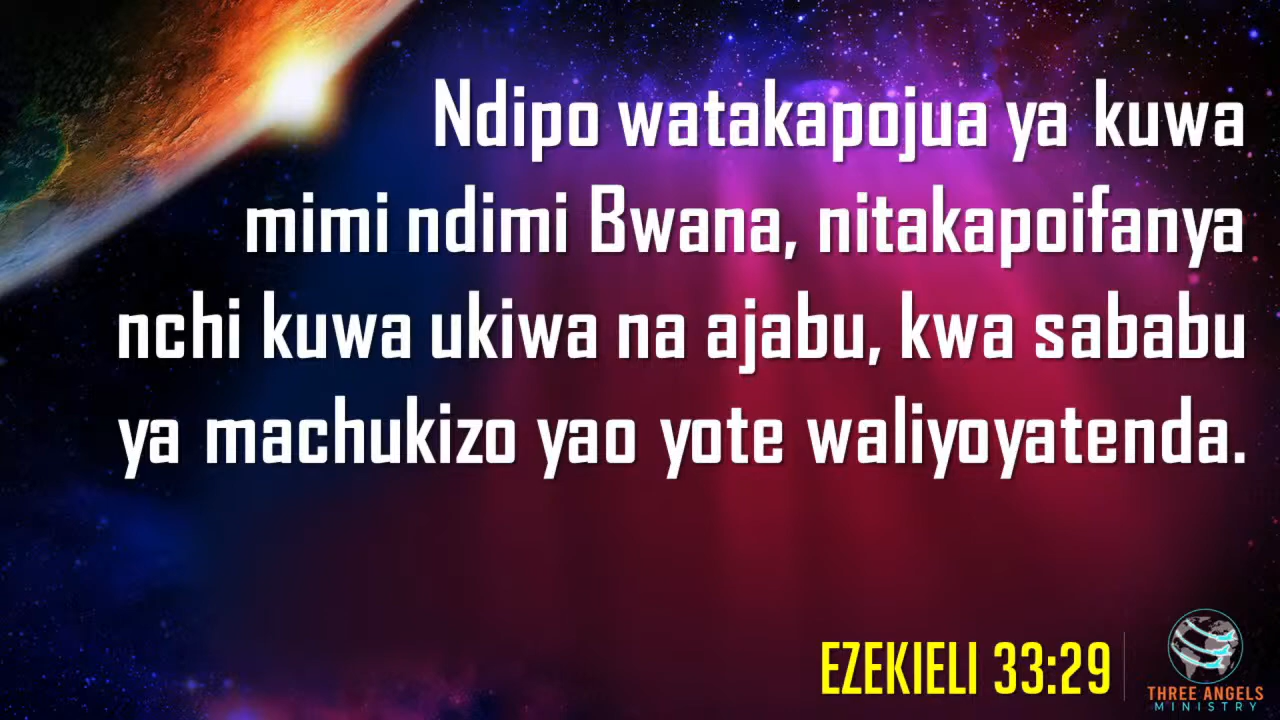 Ndipo watakapojua ya kuwa
mimi ndimi Bwana, nitakapoifanya
nchi kuwa ukiwa na ajabu, kwa sababu
ya machukizo yao yote waliyoyatenda.
EZEKIELI 33:29
THREE ANGELS
MINISTRY